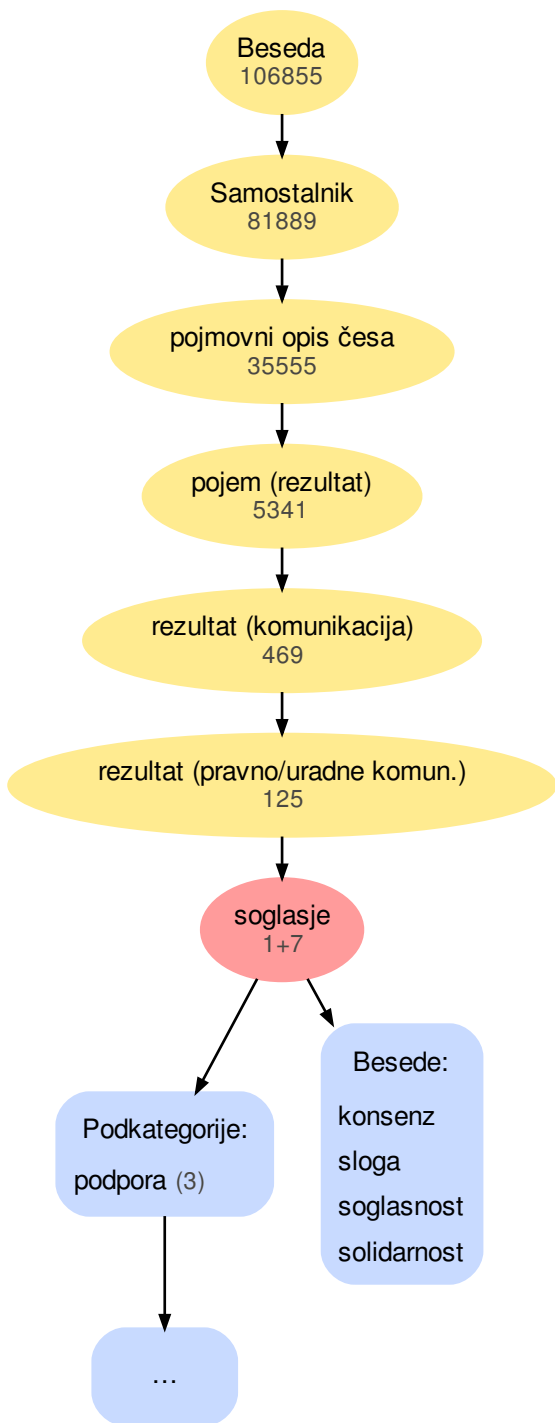 Beseda
106855
Samostalnik
81889
pojmovni opis česa
35555
pojem (rezultat)
5341
rezultat (komunikacija)
469
rezultat (pravno/uradne komun.)
125
soglasje
1+7
Podkategorije:
podpora (3)
…
Besede:
konsenz
sloga
soglasnost
solidarnost